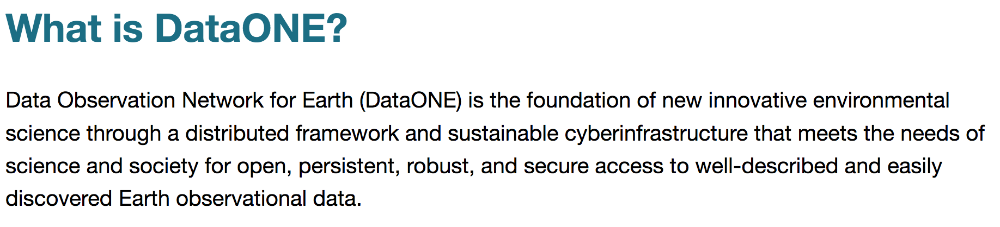 What is DataONE?
Data Observation Network for Earth (DataONE) is the foundation of new innovative environmental
science through a distributed framework and sustainable cyberinfrastructure that meets the needs of
science and society for open, persistent, robust, and secure access to well-described and easily
discovered Earth observational data.